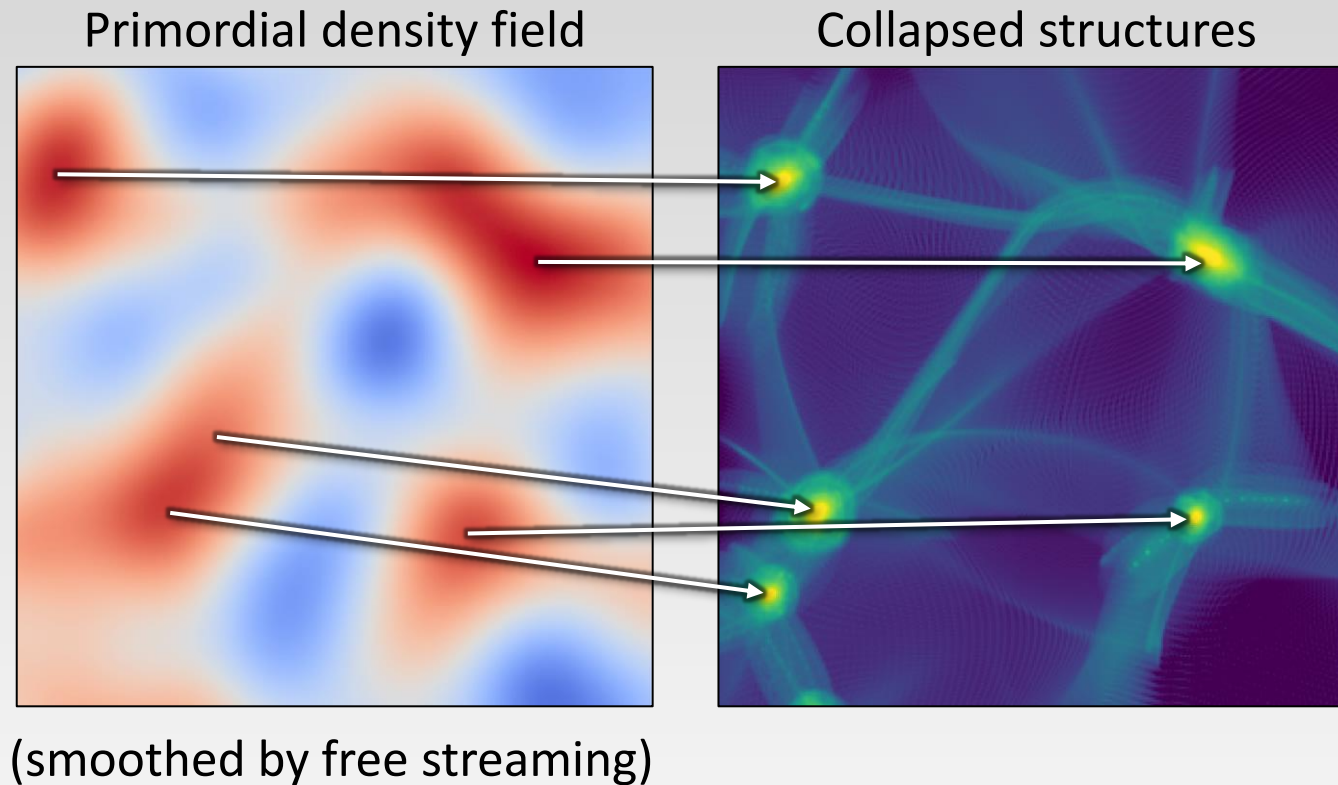 Primordial density field
Collapsed structures
(smoothed by free streaming)